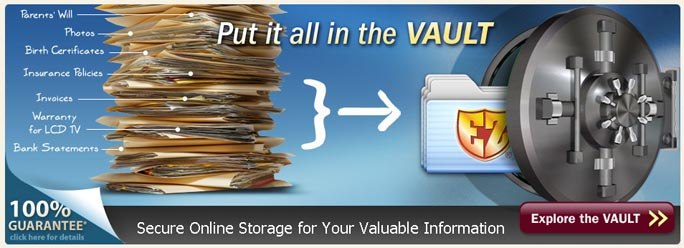 Put it all in the VAULT
Parents' Will
Photos
Birth Certificates
Insurance Policies
Invoices
Warranty
for LCD TV
Bank Statements
EZ
100%
GUARANTEE*
click here for details
Secure Online Storage for Your Valuable Information
Explore the VAULT